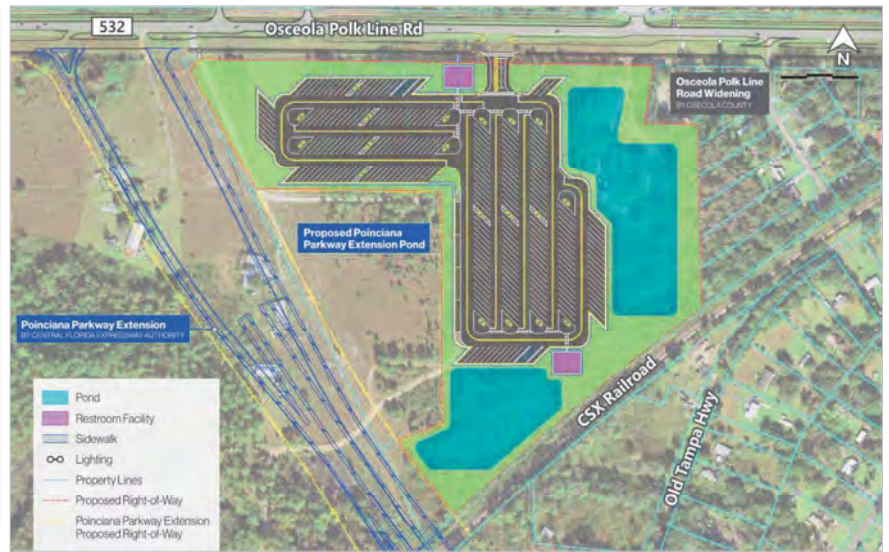 532
Osceola Polk Line Rd
N
Osceola Polk Line
Road Widening
BY OSCEOLA COUNTY
Proposed Poinciana
Parkway Extension Pond
Poinciana Parkway Extension
BY CENTRAL FLORIDA EXPRESSWAY AUTHORITY
CSX Railroad
Old Tampa Hwy
Pond
Restroom Facility
Sidewalk
Lighting
Property Lines
Proposed Right-of-Way
Poinciana Parkway Extension
Proposed Right-of-Way